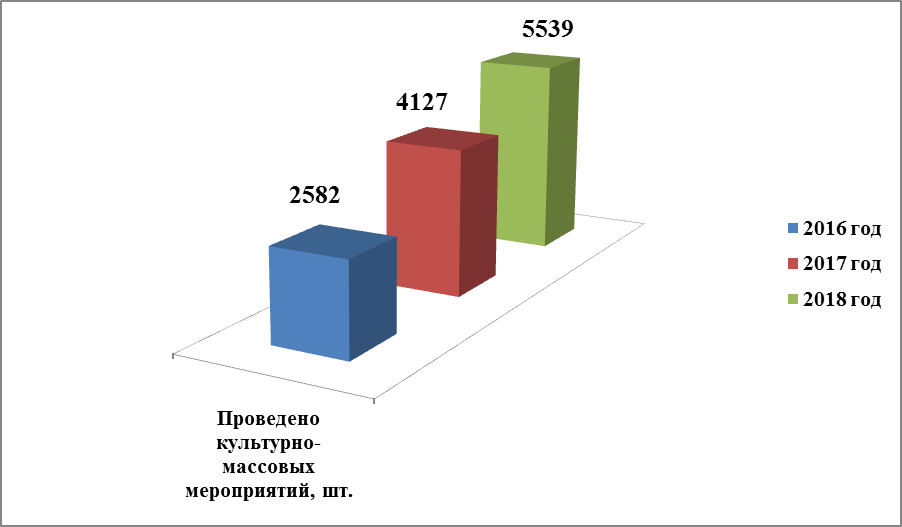 5539
4127
2582
2016 год
2017 год
2018 год
Проведено
культурно-
массовых
мероприятий, шт.